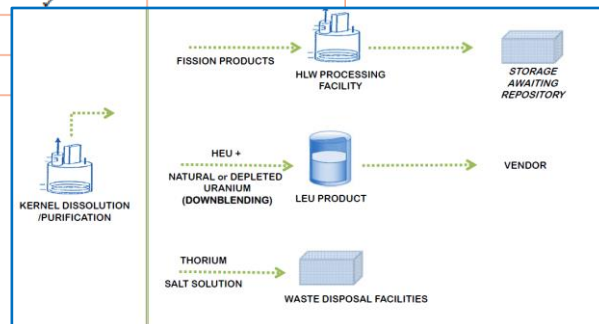 FISSION PRODUCTS
HLW PROCESSING
FACILITY
STORAGE
AWAITING
REPOSITORY
KERNEL DISSOLUTION
/PURIFICATION
HEU +
NATURAL or DEPLETED
URANIUM
(DOWNBLENDING)
LEU PRODUCT
VENDOR
THORIUM
SALT SOLUTION
WASTE DISPOSAL FACILITIES